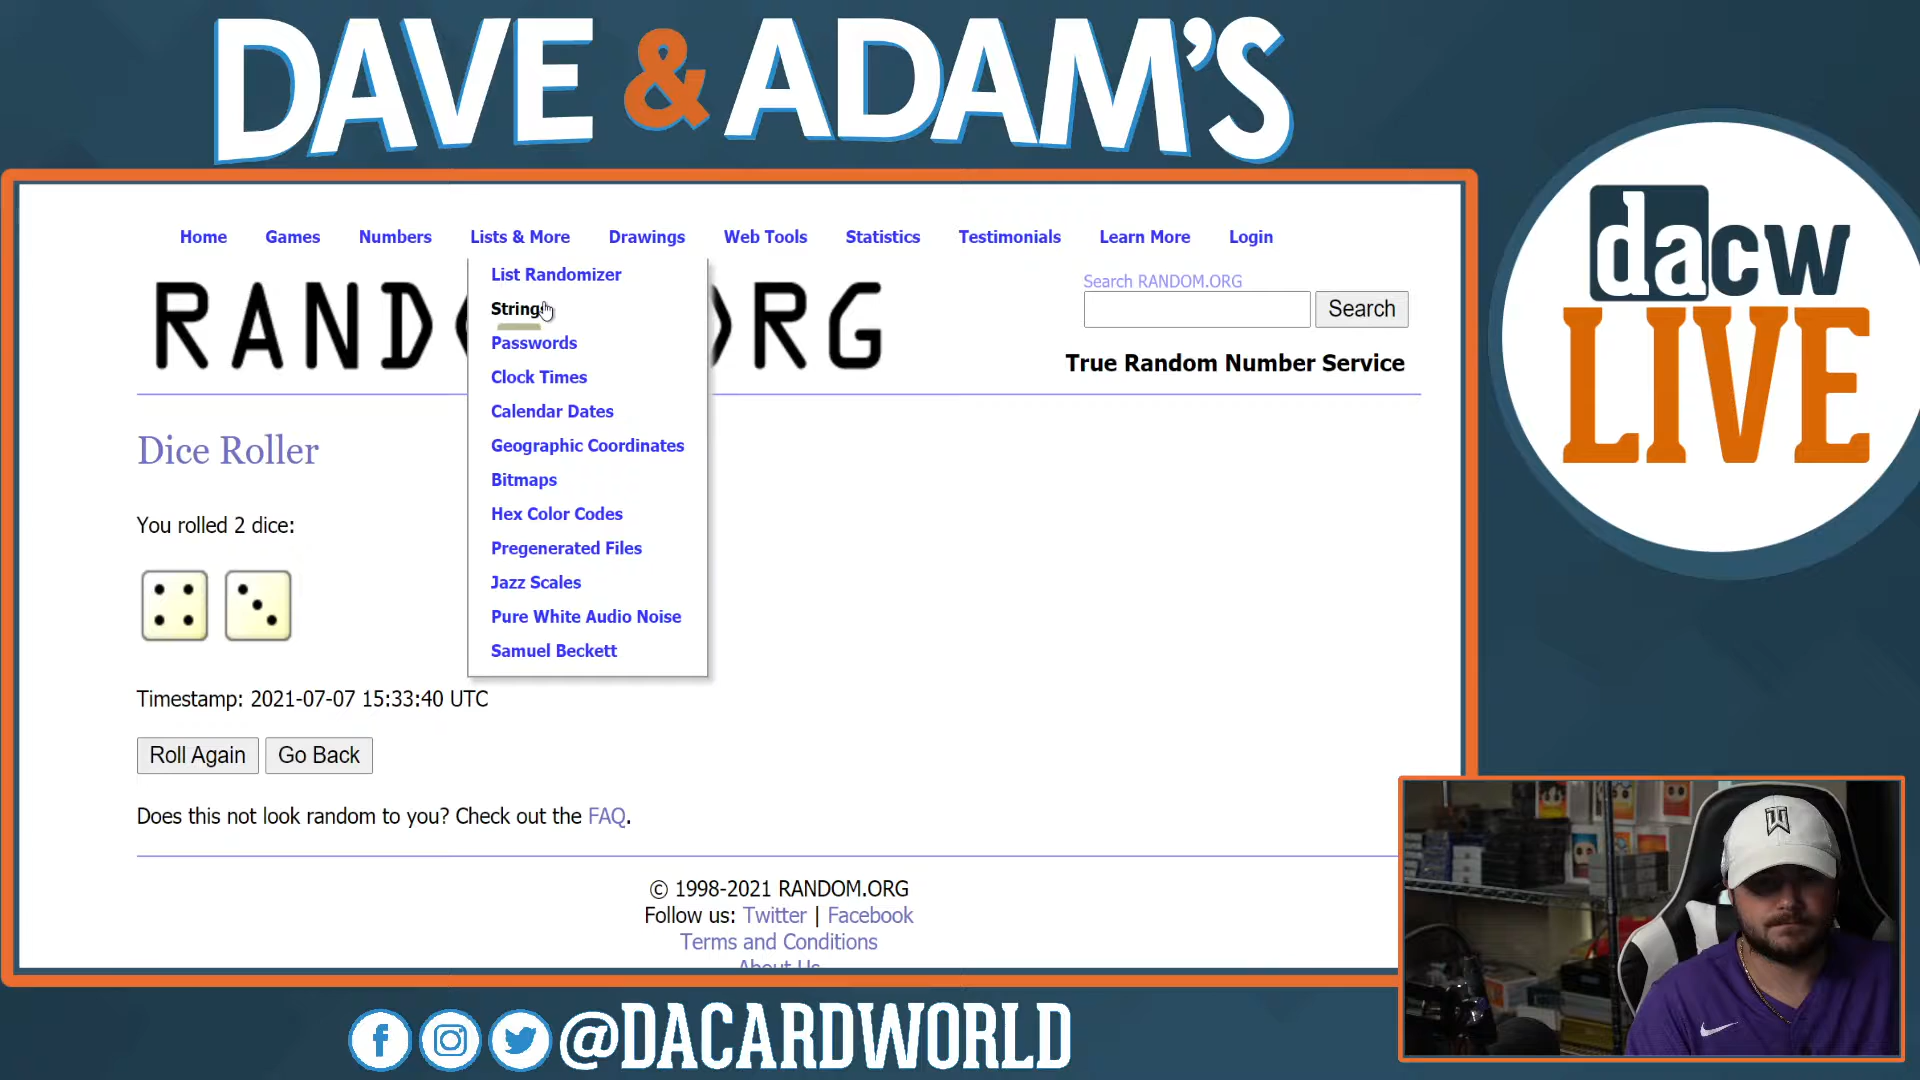 DAVE & ADAM'S
Home Games Numbers Lists & More Drawings Web Tools Statistics Testimonials Learn More Login
List Randomizer
Strings
Passwords
Clock Times
Calendar Dates
Geographic Coordinates
Bitmaps
Hex Color Codes
Pregenerated Files
Jazz Scales
Pure White Audio Noise
Samuel Beckett
Search RANDOM.ORG
Search
True Random Number Service
Dice Roller
You rolled 2 dice:
Timestamp: 2021-07-07 15:33:40 UTC
Roll Again Go Back
Does this not look random to you? Check out the FAQ.
© 1998-2021 RANDOM.ORG
Follow us: Twitter | Facebook
Terms and Conditions
About Us
dacw
LIVE
@DACARDWORLD